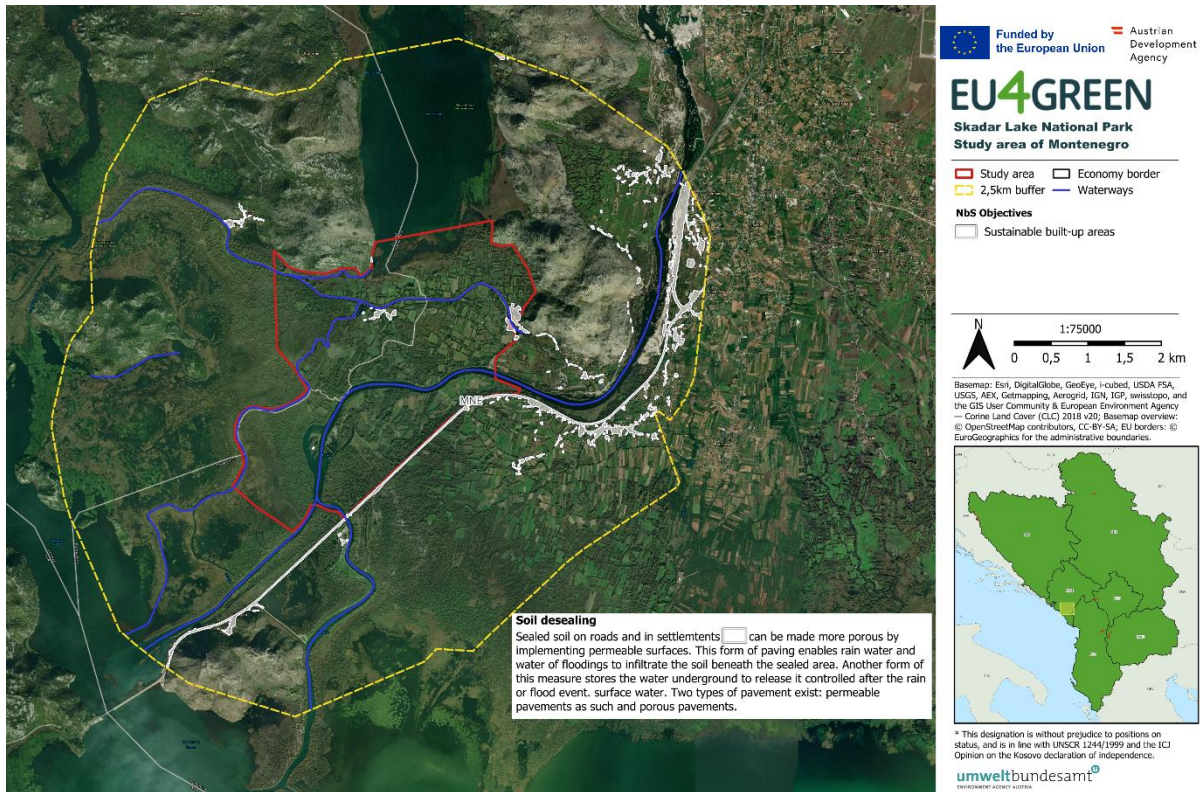 Funded by
the European Union
Austrian
Development
Agency
EU4GREEN
Skadar Lake National Park
Study area of Montenegro
Study area
Economy border
2,5km buffer
Waterways
NbS Objectives
Sustainable built-up areas
N
1:75000
0 0,5 1 1,5 2 km
Basemap: Esri, DigitalGlobe, GeoEye, i-cubed, USDA FSA,
USGS, AEX, Getmapping, Aerogrid, IGN, IGP, swisstopo, and
the GIS User Community & European Environment Agency
— Corine Land Cover (CLC) 2018 v20; Basemap overview:
© OpenStreetMap contributors, CC-BY-SA; EU borders: ©
EuroGeographics for the administrative boundaries.
MNE
Soil desealing
Sealed soil on roads and in settlemtents can be made more porous by
implementing permeable surfaces. This form of paving enables rain water and
water of floodings to infiltrate the soil beneath the sealed area. Another form of
this measure stores the water underground to release it controlled after the rain
or flood event. surface water. Two types of pavement exist: permeable
pavements as such and porous pavements.
* This designation is without prejudice to positions on
status, and is in line with UNSCR 1244/1999 and the ICJ
Opinion on the Kosovo declaration of independence.
umweltbundesamt
ENVIRONMENT AGENCY AUSTRIA